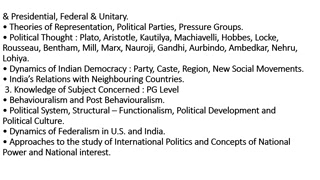 & Presidential, Federal & Unitary.
• Theories of Representation, Political Parties, Pressure Groups.
• Political Thought : Plato, Aristotle, Kautilya, Machiavelli, Hobbes, Locke,
Rousseau, Bentham, Mill, Marx, Nauroji, Gandhi, Aurbindo, Ambedkar, Nehru,
Lohiya.
• Dynamics of Indian Democracy : Party, Caste, Region, New Social Movements.
• India's Relations with Neighbouring Countries.
3. Knowledge of Subject Concerned : PG Level
• Behaviouralism and Post Behaviouralism.
• Political System, Structural – Functionalism, Political Development and
Political Culture.
• Dynamics of Federalism in U.S. and India.
• Approaches to the study of International Politics and Concepts of National
Power and National interest.